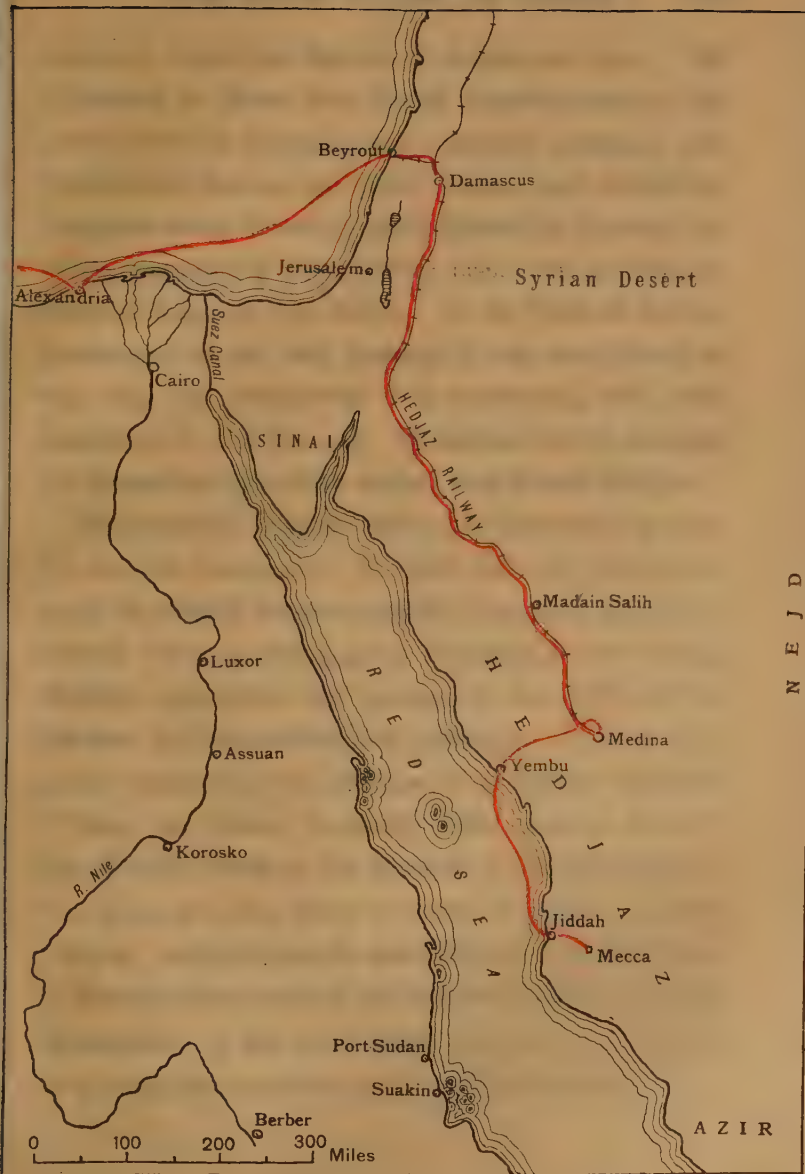 Beyrout
Damascus
Jerusalem
Syrian Desert
Alexandria
Suez Canal
Cairo
SINAI
HEDJAZ RAILWAY
Madain Salih
NEJD
Luxor
RED SEA
HEDJAZ
Medina
Assuan
Yembu
Korosko
R. Nile
Jiddah
Mecca
Port Sudan
Suakin
Berber
AZIR
0 100 200 300 Miles